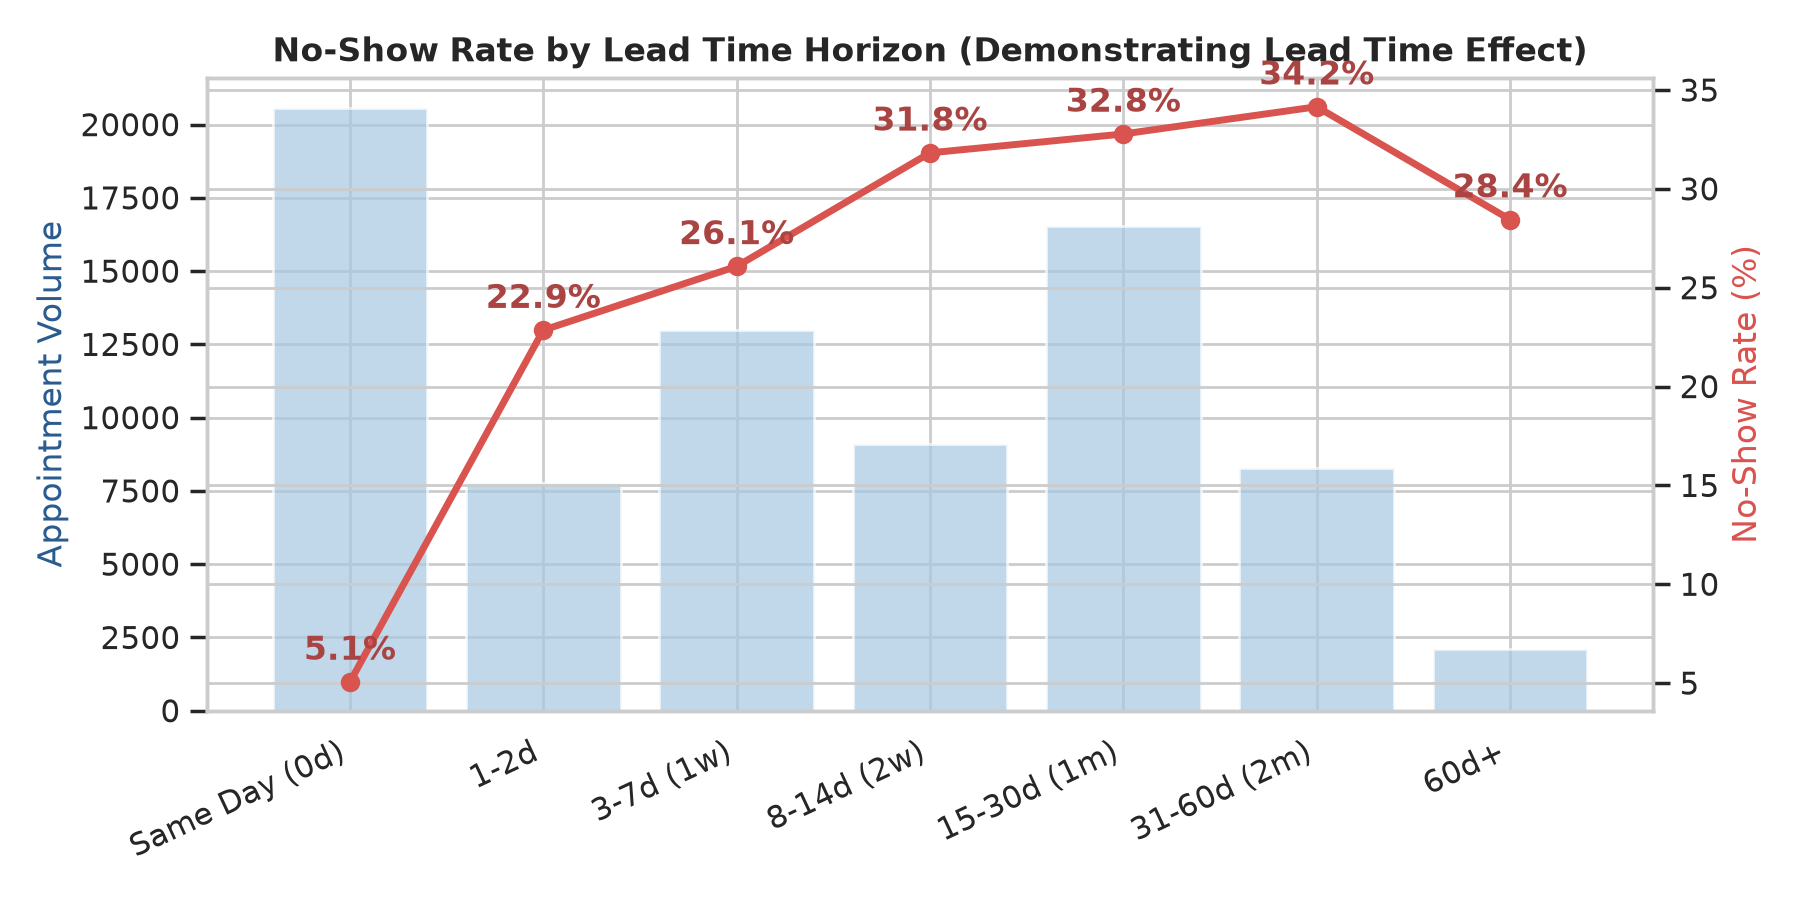 No-Show Rate by Lead Time Horizon (Demonstrating Lead Time Effect)
Appointment Volume
20000
17500
15000
12500
10000
7500
5000
2500
0
5.1%
22.9%
26.1%
31.8%
32.8%
34.2%
28.4%
35
30
25
20
15
10
5
No-Show Rate (%)
Same Day (0d)
1-2d
3-7d (1w)
8-14d (2w)
15-30d (1m)
31-60d (2m)
60d+